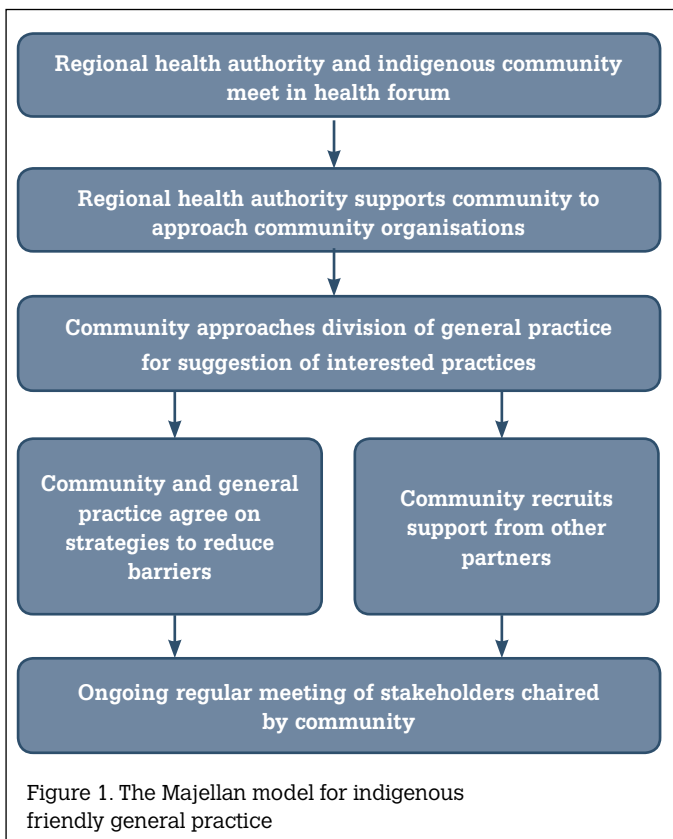 Regional health authority and indigenous community
meet in health forum
Regional health authority supports community to
approach community organisations
Community approaches division of general practice
for suggestion of interested practices
Community and general
practice agree on
strategies to reduce
barriers
Community recruits
support from other
partners
Ongoing regular meeting of stakeholders chaired
by community
Figure 1. The Majellan model for indigenous
friendly general practice